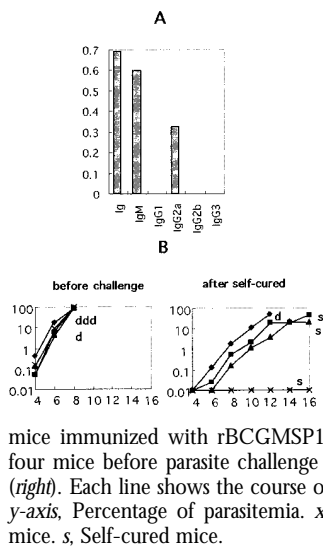 A
0.7
0.6
0.5
0.4
0.3
0.2
0.1
0
Ig
IgM
IgG1
IgG2a
IgG2b
IgG3
B
before challenge
after self-cured
100
10
1
0.1
0.01
ddd
d
4 6 8 10 12 14 16
100
10
1
0.1
0.01
d
s
s
s
4 6 8 10 12 14 16
mice immunized with rBCGMSP1
four mice before parasite challenge
(right). Each line shows the course o
y-axis, Percentage of parasitemia. x
mice. s, Self-cured mice.